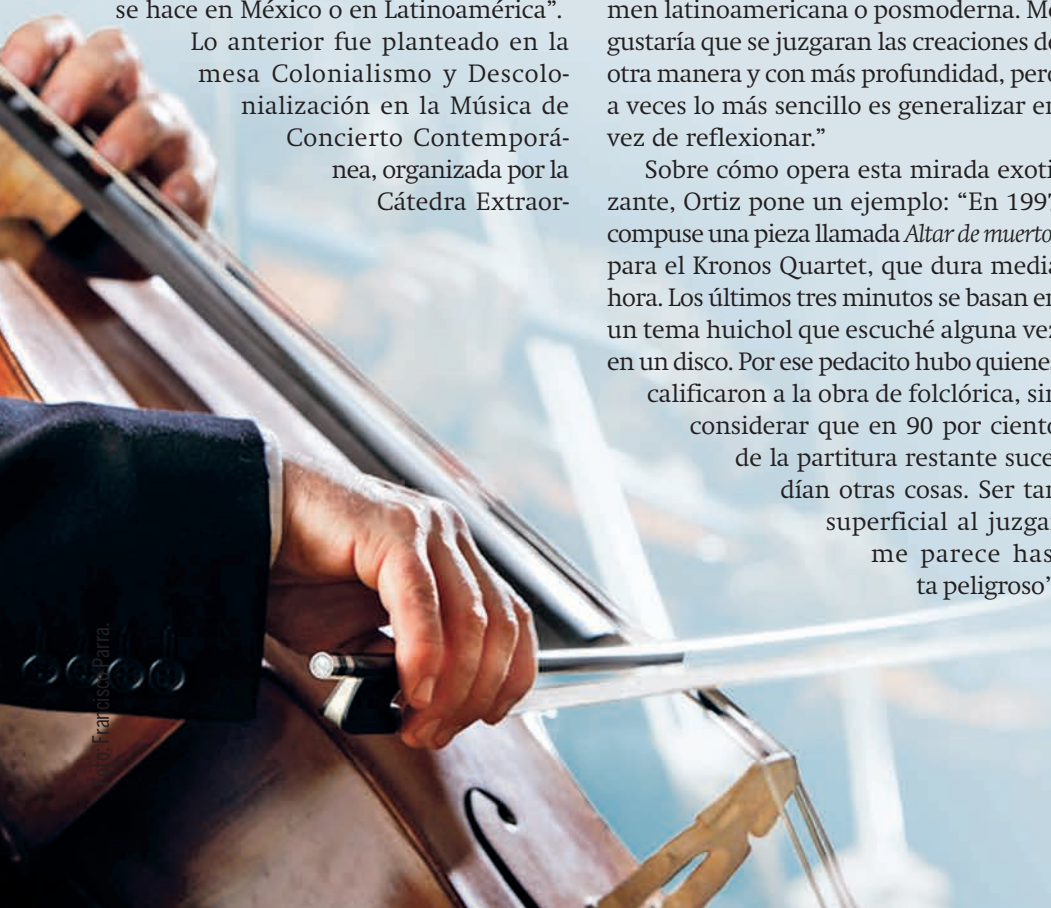 se hace en México o en Latinoamérica”.
Lo anterior fue planteado en la
mesa Colonialismo y Descolo-
nialización en la Música de
Concierto Contemporá-
nea, organizada por la
Cátedra Extraor-
men latinoamericana o posmoderna. Me
gustaría que se juzgaran las creaciones de
otra manera y con más profundidad, pero
a veces lo más sencillo es generalizar en
vez de reflexionar.”
Sobre cómo opera esta mirada exoti
zante, Ortiz pone un ejemplo: “En 1997
compuse una pieza llamada Altar de muerto
para el Kronos Quartet, que dura media
hora. Los últimos tres minutos se basan en
un tema huichol que escuché alguna vez
en un disco. Por ese pedacito hubo quiene
calificaron a la obra de folclórica, sin
considerar que en 90 por ciento
de la partitura restante suce
dían otras cosas. Ser tan
superficial al juzga
me parece has
ta peligroso”
Francisco Parra.